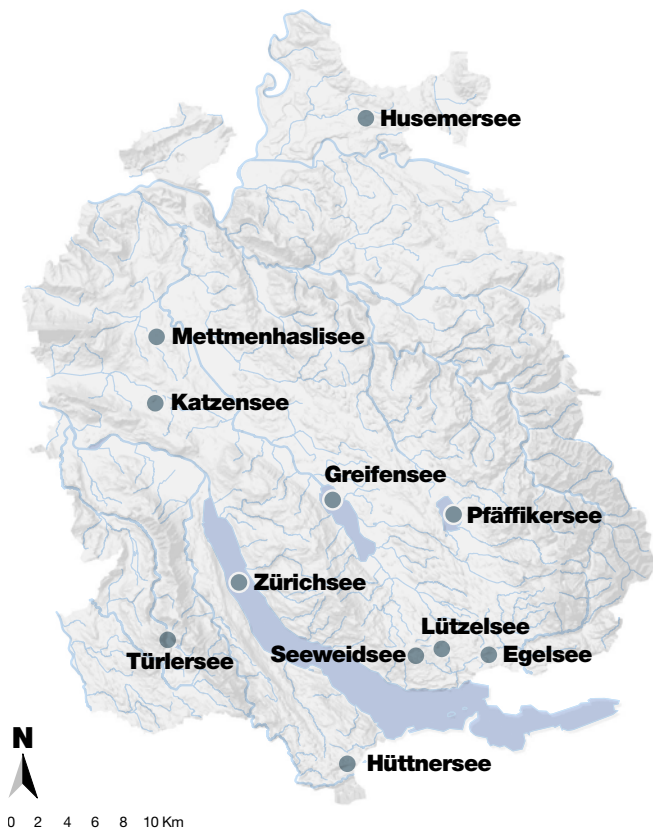 Husemersee
Mettmenhaslisee
Katzensee
Greifensee
Pfäffikersee
Zürichsee
Lützelsee
Türlersee
Seeweidsee
Egelsee
N
Hüttnersee
0 2 4 6 8 10 Km